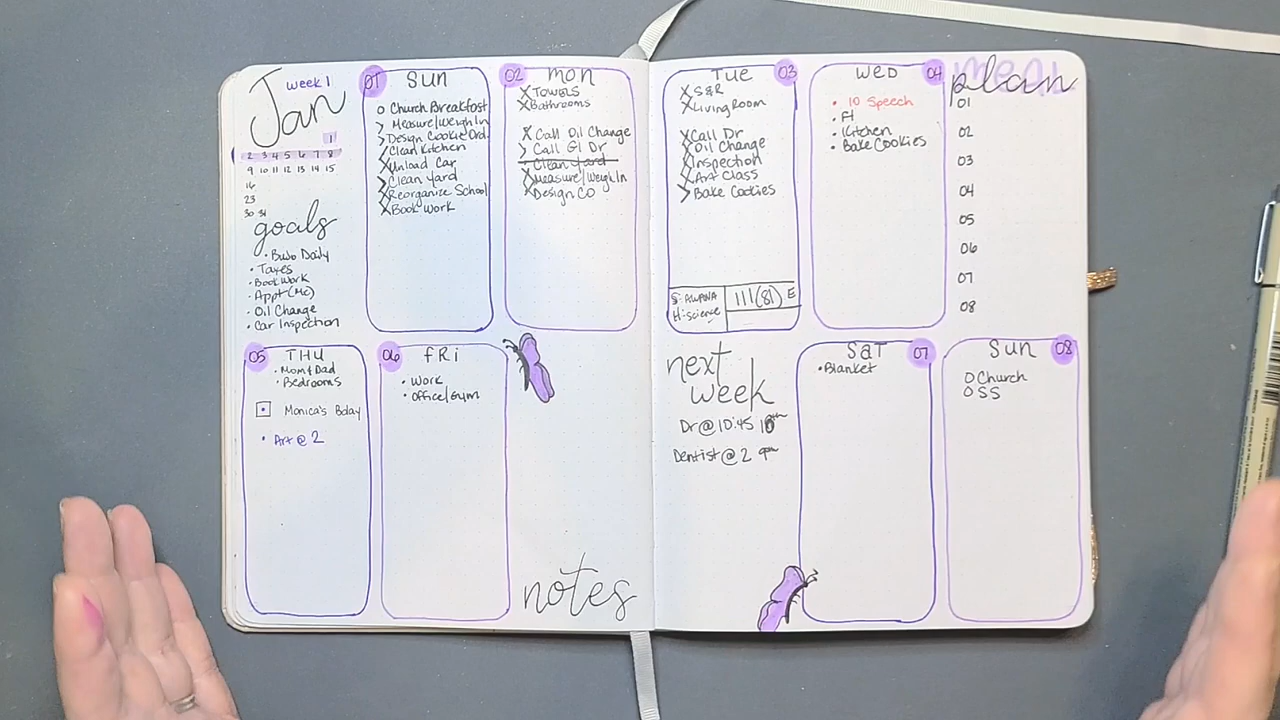 Jan
week 1
1
2 3 4 5 6 7 8
9 10 11 12 13 14 15
16
23
30 31
goals
• BuJo Daily
• Taxes
• Book Work
• Appt (Mc)
• Oil Change
• Car Inspection
01 Sun
Church Breakfast
Measure/Weigh In
Design Cookie Ord.
Clean Kitchen
Unload Car
Clean Yard
Reorganize School
Book Work
02 mon
Towels
Bathrooms
Call Oil Change
Call GI Dr
Clean Yard
Measure/Weigh In
Design CO
Tue 03
S&R
Living Room
Call Dr
Oil Change
Inspection
Art Class
Bake Cookies
H: science
111(81) E
Wed 04
• 10 Speech
• Kitchen
• Bake Cookies
menu
plan
01
02
03
04
05
06
07
08
05 THU
• Mom & Dad
• Bedrooms
Monica's Bday
• Art @ 2
06 fRi
• Work
• Office/Gym
notes
next
week
Dr @ 10:45 10th
Dentist @ 2 9th
Sat 07
• Blanket
Sun 08
Church
SS